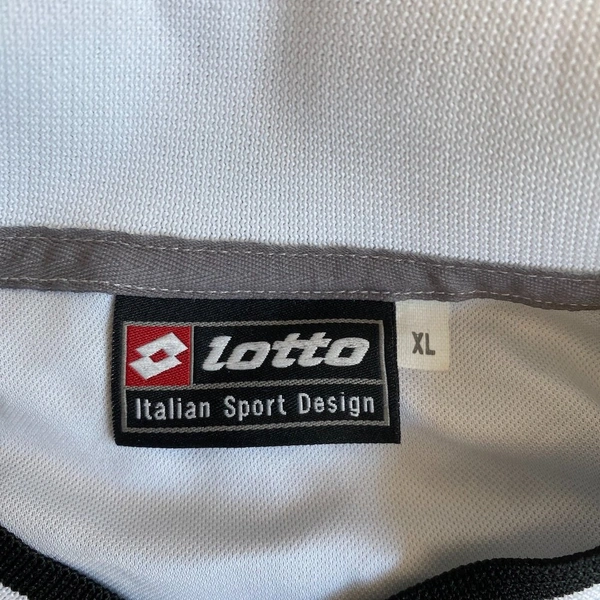 lotto
XL
Italian Sport Design